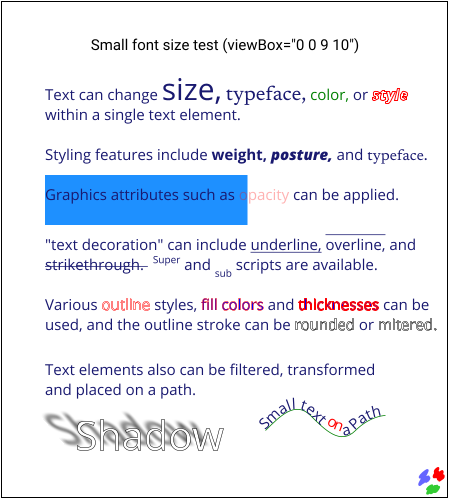 Small font size test (viewBox="0 0 9 10")
Text can change size, typeface, color, or style
within a single text element.
Styling features include weight, posture, and typeface.
Graphics attributes such as opacity can be applied.
"text decoration" can include underline, overline, and
strikethrough. Super and sub scripts are available.
Various outline styles, fill colors and thicknesses can be
used, and the outline stroke can be rounded or mitered.
Text elements also can be filtered, transformed
and placed on a path.
Shadow
Small text on a Path